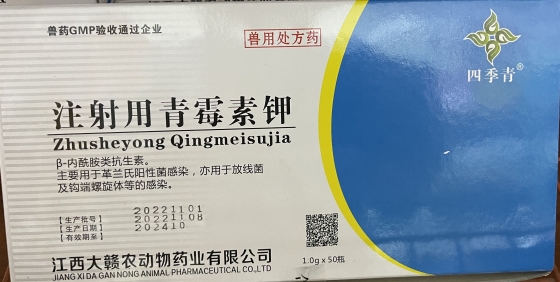 兽药GMP验收通过企业
兽用处方药
四季青®
注射用青霉素钾
Zhusheyong Qingmeisujia
β-内酰胺类抗生素。
主要用于革兰氏阳性菌感染，亦用于放线菌
及钩端螺旋体等的感染。
【生产批号】 20221101
【生产日期】 20221108
【有效期至】 202410
江西大赣农动物药业有限公司
JIANG XI DA GAN NONG ANIMAL PHARMACEUTICAL CO.,LTD
1.0g×50瓶